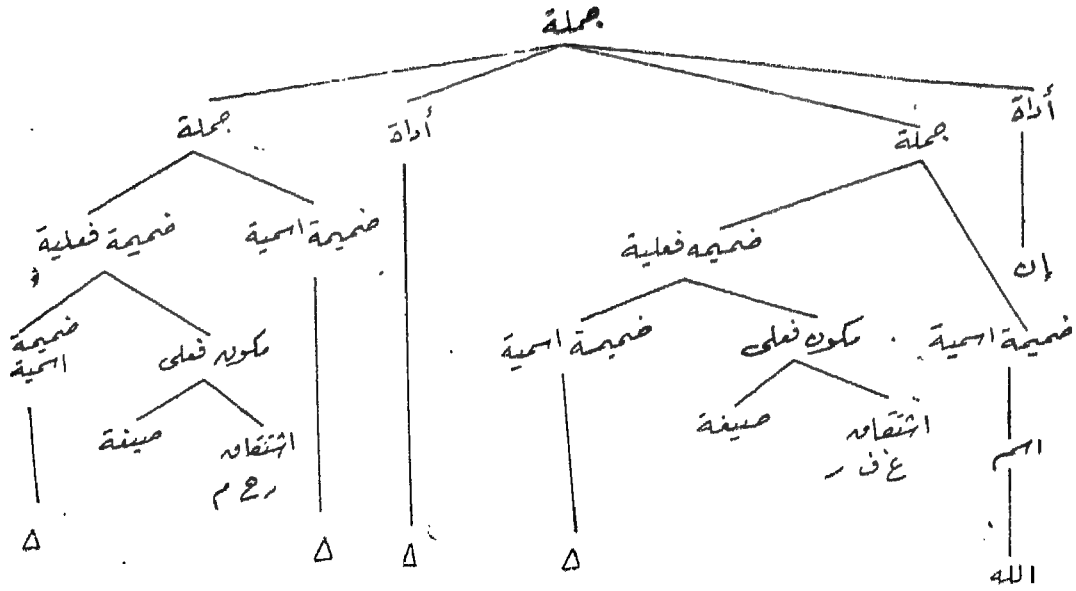 جملة
أداة
جملة
أداة
جملة
إن
ضميمة اسمية
ضميمه فعلية
ضميمة اسمية
ضميمة فعلية
اسم
مكون فعلى
ضميمة اسمية
مكون فعلى
ضميمة
اسمية
الله
اشتقاق
غ ف ر
صيغة
اشتقاق
ر ح م
صيغة
Δ
Δ
Δ
Δ